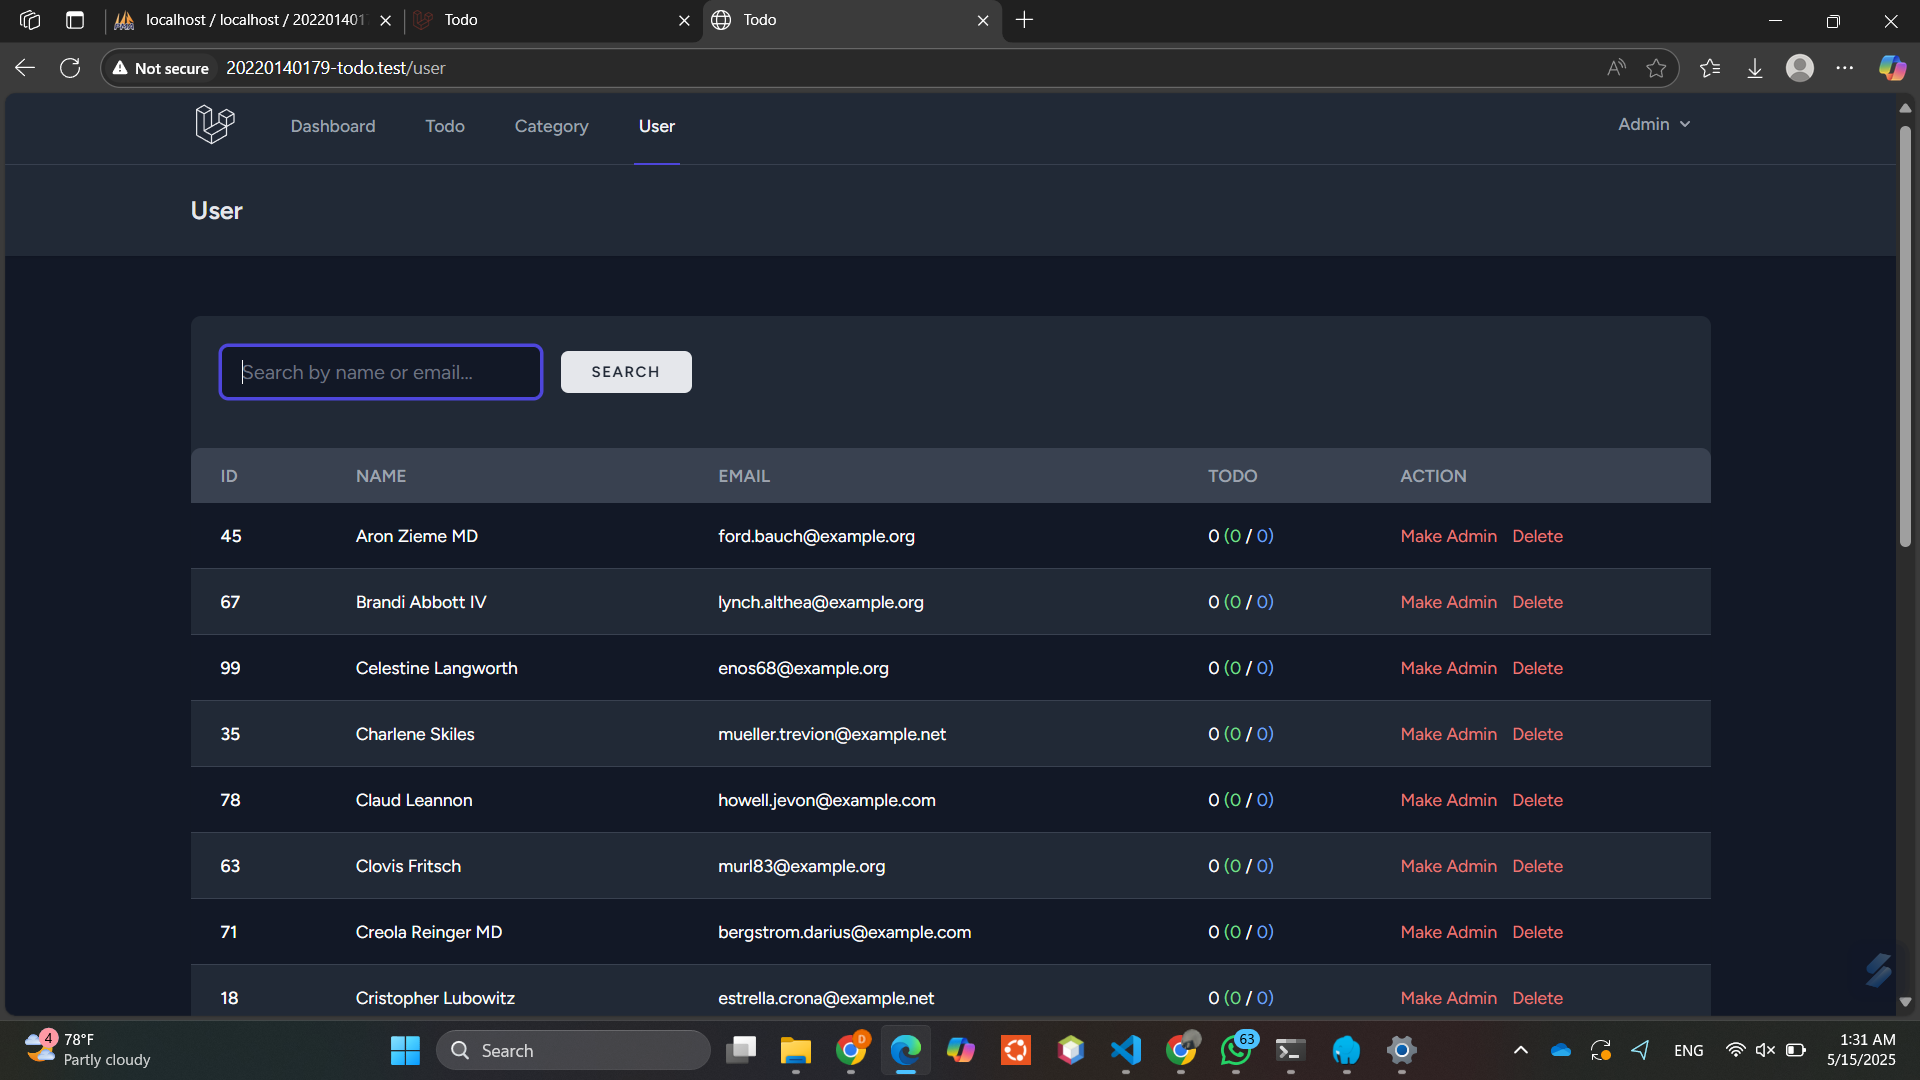 localhost / localhost / 202201401
Todo
Todo
Not secure
20220140179-todo.test/user
Dashboard
Todo
Category
User
Admin
User
Search by name or email...
SEARCH
ID NAME EMAIL TODO ACTION
45 Aron Zieme MD ford.bauch@example.org 0 (0 / 0) Make Admin Delete
67 Brandi Abbott IV lynch.althea@example.org 0 (0 / 0) Make Admin Delete
99 Celestine Langworth enos68@example.org 0 (0 / 0) Make Admin Delete
35 Charlene Skiles mueller.trevion@example.net 0 (0 / 0) Make Admin Delete
78 Claud Leannon howell.jevon@example.com 0 (0 / 0) Make Admin Delete
63 Clovis Fritsch murl83@example.org 0 (0 / 0) Make Admin Delete
71 Creola Reinger MD bergstrom.darius@example.com 0 (0 / 0) Make Admin Delete
18 Cristopher Lubowitz estrella.crona@example.net 0 (0 / 0) Make Admin Delete
4
78°F
Partly cloudy
Search
D
63
ENG
1:31 AM
5/15/2025